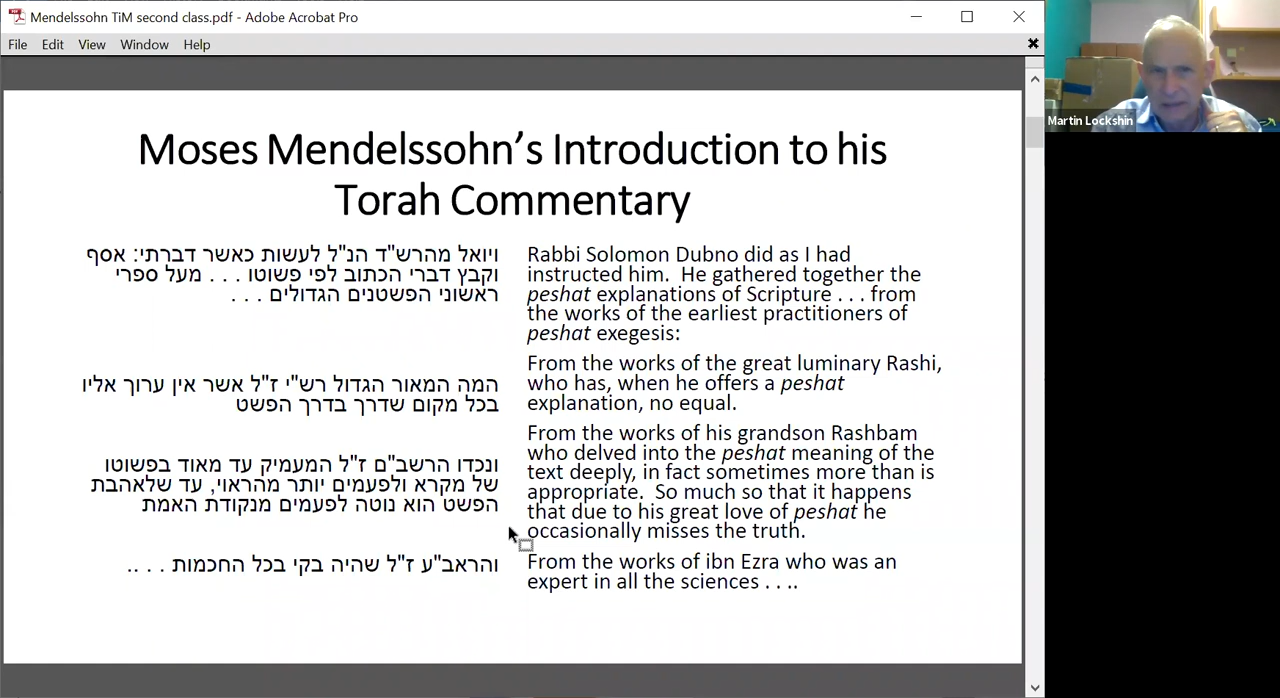 Mendelssohn TiM second class.pdf - Adobe Acrobat Pro
File Edit View Window Help
Martin Lockshin
Moses Mendelssohn's Introduction to his
Torah Commentary
ויואל מהרש"ד הנ"ל לעשות כאשר דברתי: אסף
וקבץ דברי הכתוב לפי פשוטו . . . מעל ספרי
ראשוני הפשטנים הגדולים . . .
המה המאור הגדול רש"י ז"ל אשר אין ערוך אליו
בכל מקום שדרך בדרך הפשט
ונכדו הרשב"ם ז"ל המעמיק עד מאוד בפשוטו
של מקרא ולפעמים יותר מהראוי, עד שלאהבת
הפשט הוא נוטה לפעמים מנקודת האמת
והראב"ע ז"ל שהיה בקי בכל החכמות . . ..
Rabbi Solomon Dubno did as I had
instructed him. He gathered together the
peshat explanations of Scripture . . . from
the works of the earliest practitioners of
peshat exegesis:
From the works of the great luminary Rashi,
who has, when he offers a peshat
explanation, no equal.
From the works of his grandson Rashbam
who delved into the peshat meaning of the
text deeply, in fact sometimes more than is
appropriate. So much so that it happens
that due to his great love of peshat he
occasionally misses the truth.
From the works of ibn Ezra who was an
expert in all the sciences . . ..